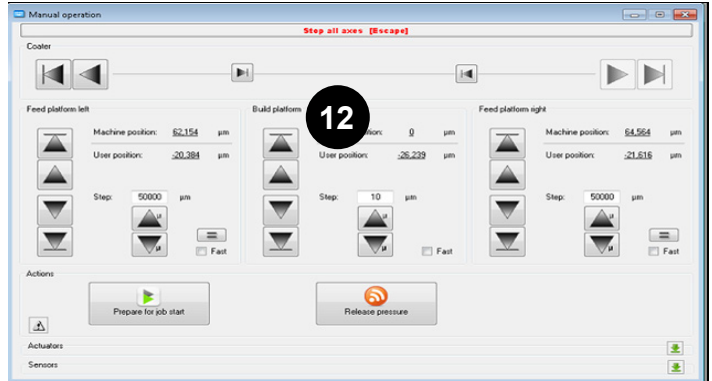 Manual operation
Stop all axes [Escape]
Coater
Feed platform left
Machine position: 62,154 µm
User position: -20,384 µm
Step: 50000 µm
µ
µ
Fast
Build platform
12
0 µm
User position: -26,239 µm
Step: 10 µm
µ
µ
Fast
Feed platform right
Machine position: 64,564 µm
User position: -21,616 µm
Step: 50000 µm
µ
µ
Fast
Actions
Prepare for job start
Release pressure
Actuators
Sensors